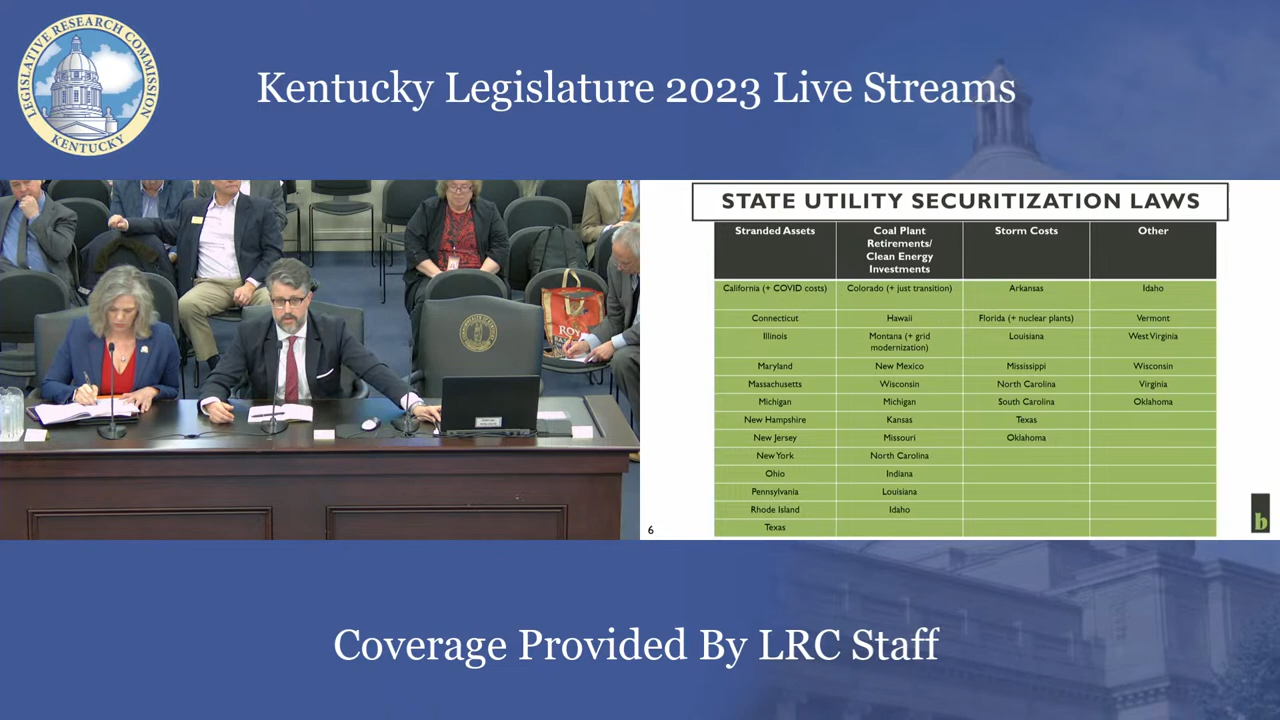 LEGISLATIVE RESEARCH COMMISSION
KENTUCKY
Kentucky Legislature 2023 Live Streams
STATE UTILITY SECURITIZATION LAWS
Stranded Assets
Coal Plant
Retirements/
Clean Energy
Investments
Storm Costs
Other
California (+ COVID costs)
Colorado (+ just transition)
Arkansas
Idaho
Connecticut
Hawaii
Florida (+ nuclear plants)
Vermont
Illinois
Montana (+ grid
modernization)
Louisiana
West Virginia
Maryland
New Mexico
Mississippi
Wisconsin
Massachusetts
Wisconsin
North Carolina
Virginia
Michigan
Michigan
South Carolina
Oklahoma
New Hampshire
Kansas
Texas
New Jersey
Missouri
Oklahoma
New York
North Carolina
Ohio
Indiana
Pennsylvania
Louisiana
Rhode Island
Idaho
Texas
6
b
ROY
Coverage Provided By LRC Staff